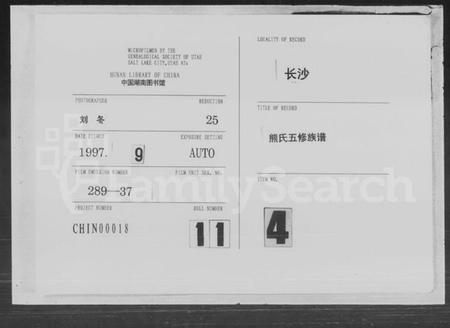 MICROFILMED BY THE
GENEALOGICAL SOCIETY OF UTAH
SALT LAKE CITY, UTAH
HUNAN LIBRARY OF CHINA
中国湖南图书馆
PHOTOGRAPHER REDUCTION
刘冬 25
DATE FILMED EXPOSURE SETTING
1997. 9 AUTO
FILM EMULSION NUMBER FILM UNIT SER. NO.
289—37
PROJECT NUMBER ROLL NUMBER
CHIN00018 11
LOCALITY OF RECORD
长沙
TITLE OF RECORD
熊氏五修族谱
ITEM NO.
4
FamilySearch